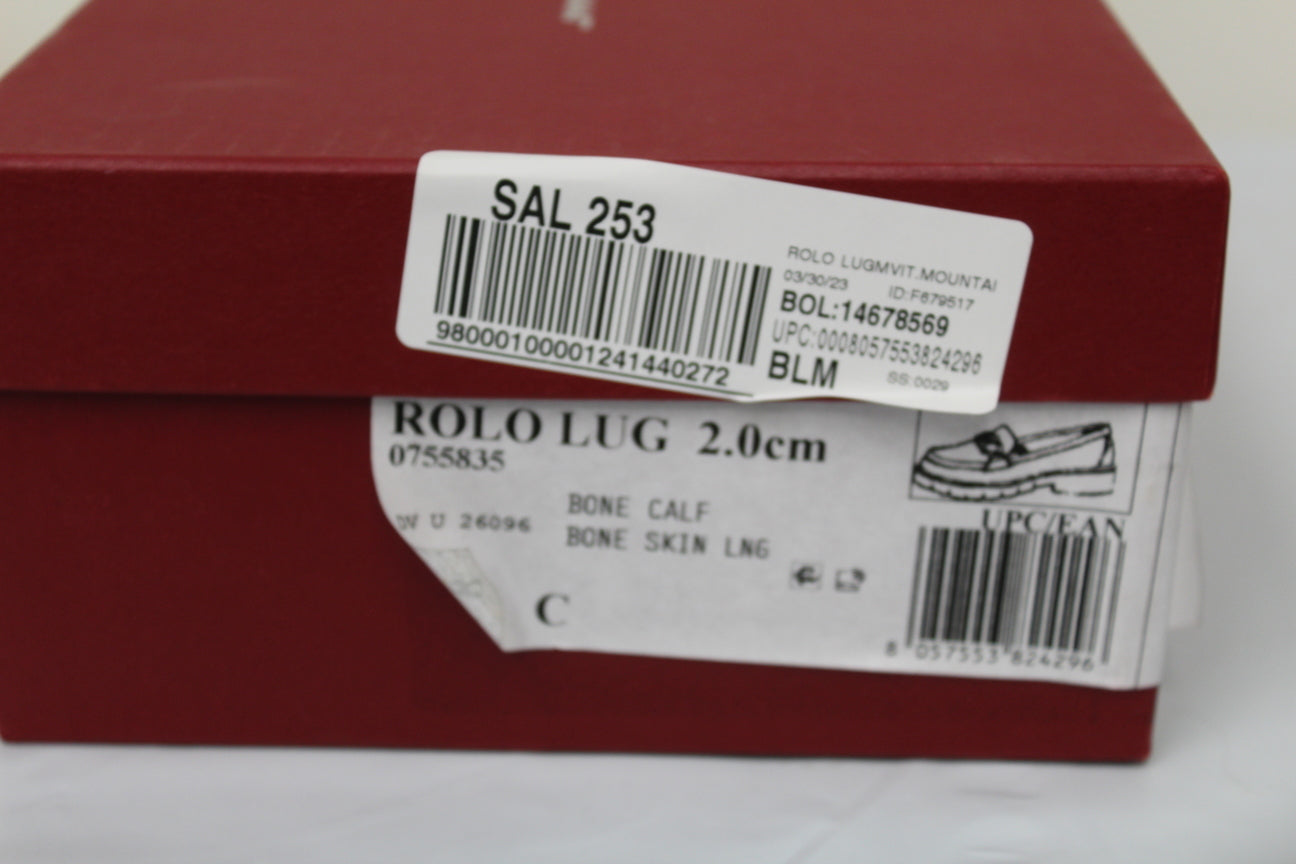 SAL 253
98000100001241440272
ROLO LUGMVIT.MOUNTAI
03/30/23 ID:F679517
BOL:14678569
UPC:0008057553824296
BLM SS:0029
ROLO LUG 2.0cm
0755835
W U 26096
BONE CALF
BONE SKIN LNG
C
UPC/EAN
8 057553 824296